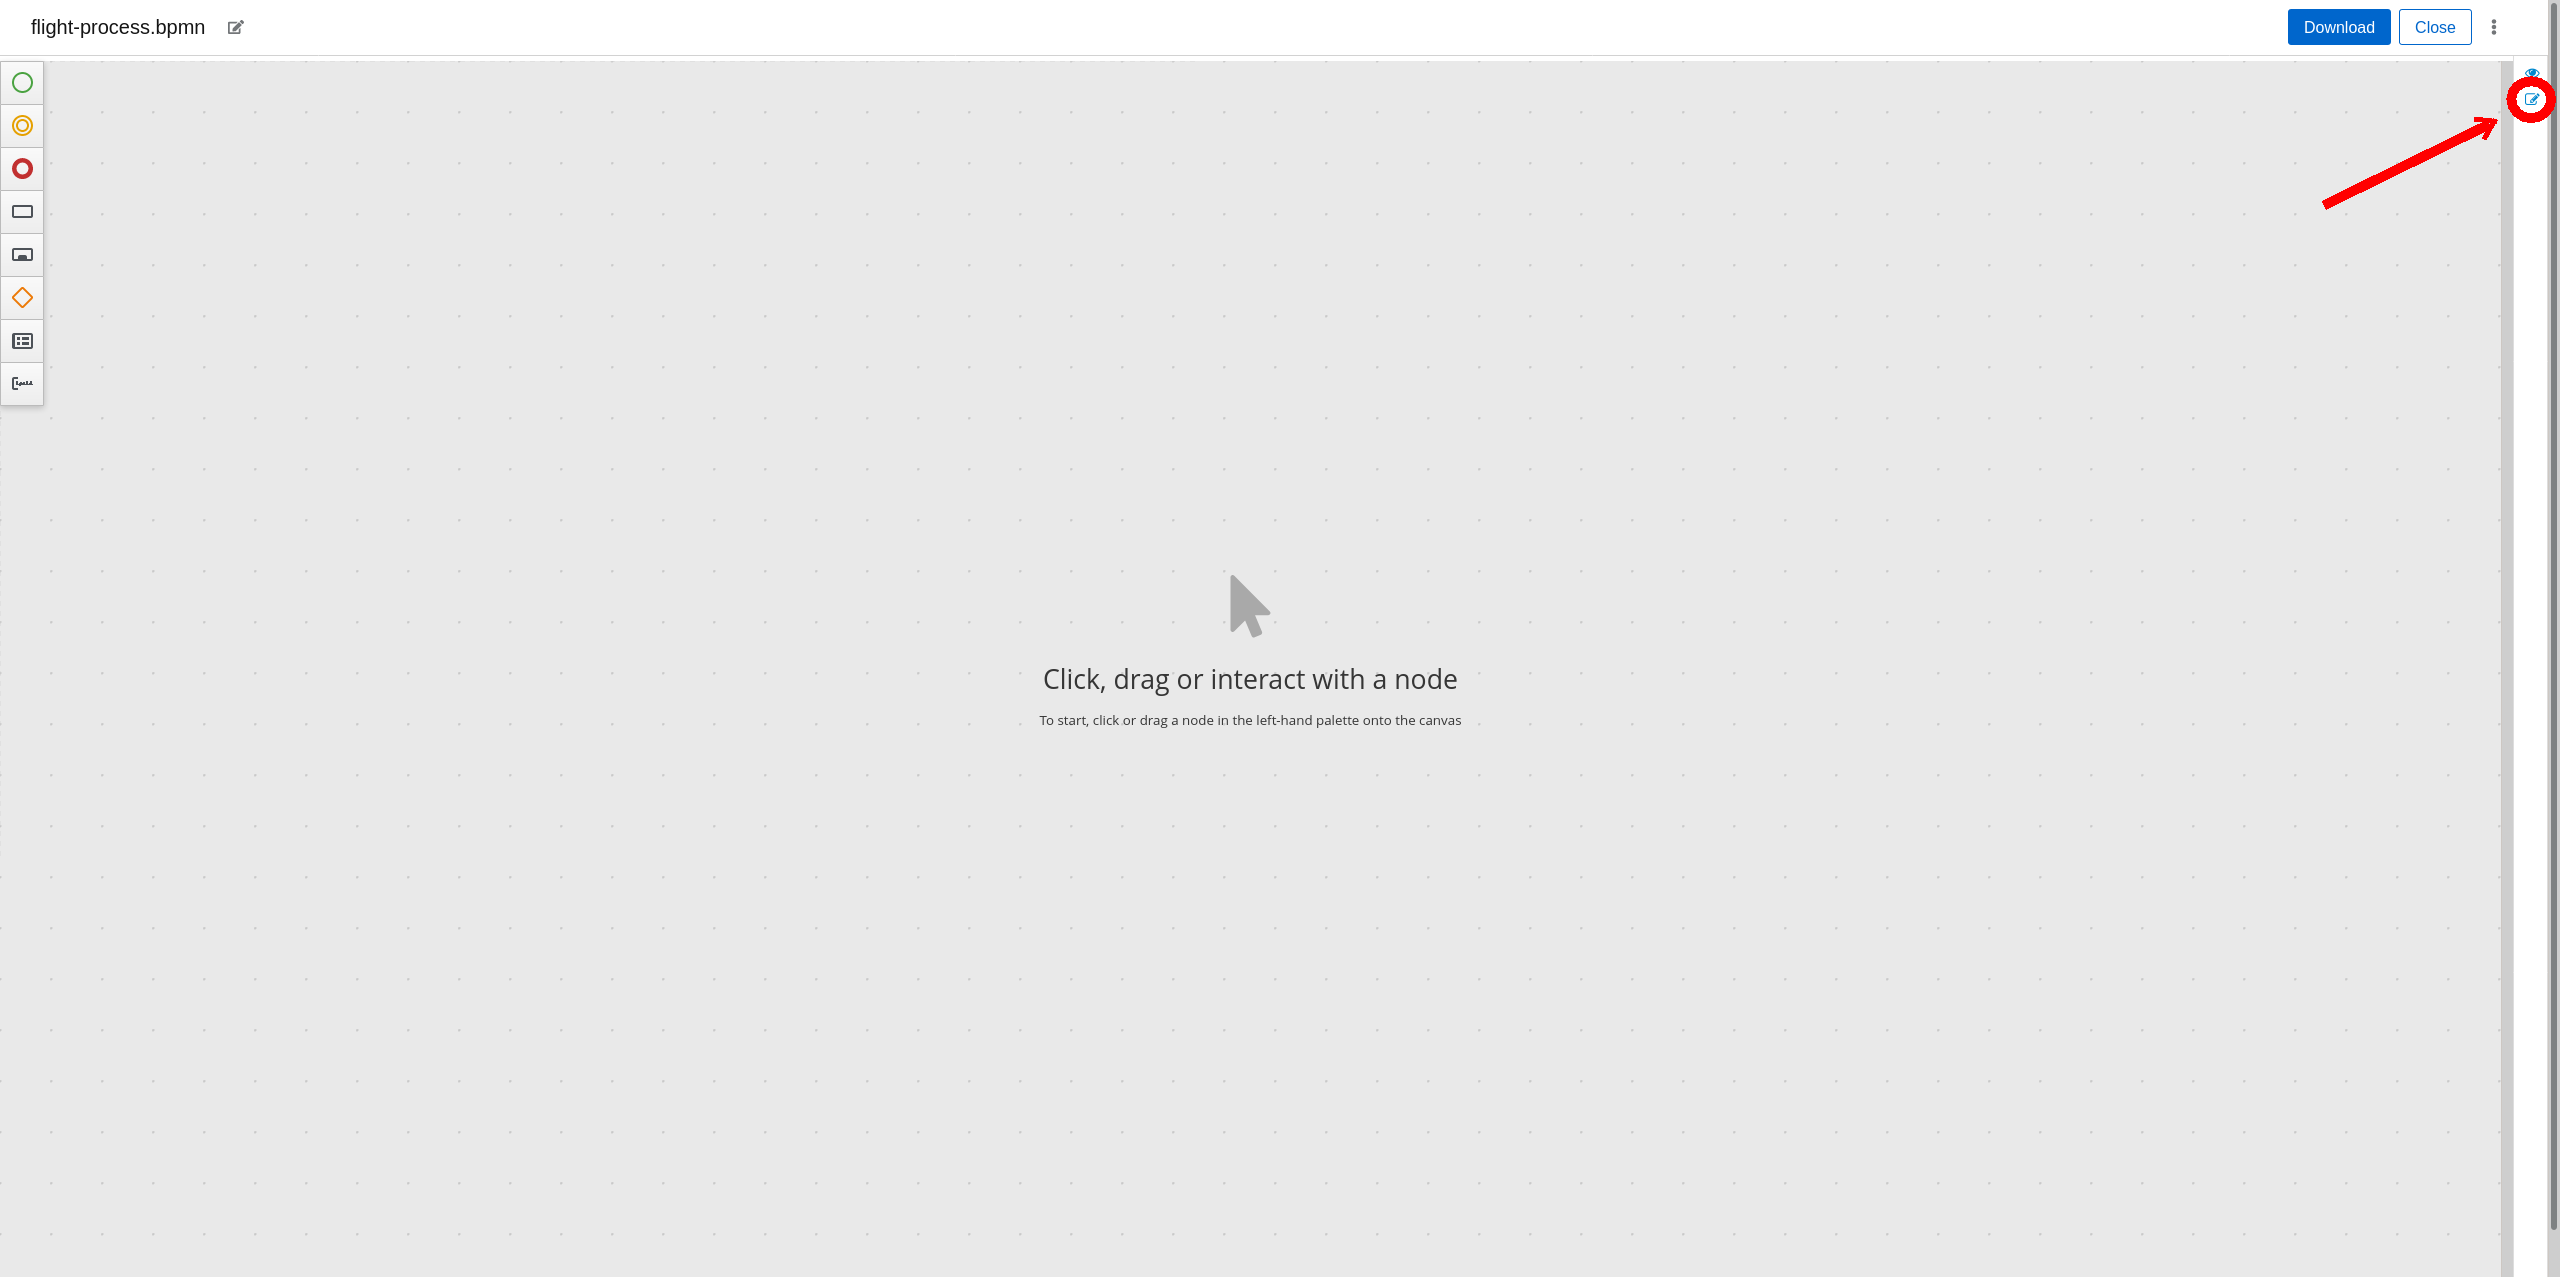 flight-process.bpmn
Download
Close
Click, drag or interact with a node
To start, click or drag a node in the left-hand palette onto the canvas